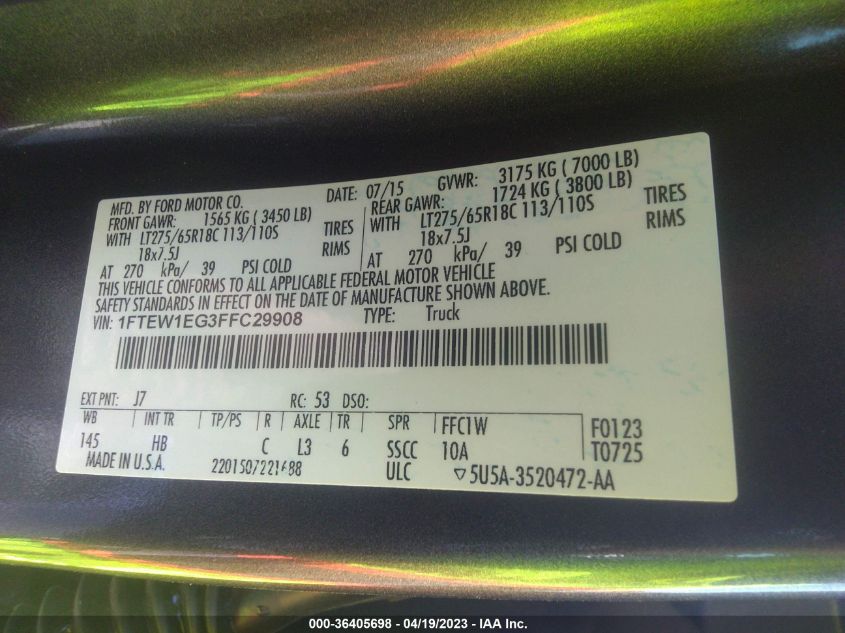 MFD. BY FORD MOTOR CO. DATE: 07/15 GVWR: 3175 KG ( 7000 LB)
FRONT GAWR: 1565 KG ( 3450 LB) REAR GAWR: 1724 KG ( 3800 LB)
WITH LT275/65R18C 113/110S TIRES WITH LT275/65R18C 113/110S TIRES
18x7.5J RIMS 18x7.5J RIMS
AT 270 kPa/ 39 PSI COLD AT 270 kPa/ 39 PSI COLD
THIS VEHICLE CONFORMS TO ALL APPLICABLE FEDERAL MOTOR VEHICLE
SAFETY STANDARDS IN EFFECT ON THE DATE OF MANUFACTURE SHOWN ABOVE.
VIN: 1FTEW1EG3FFC29908 TYPE: Truck
EXT PNT: J7 RC: 53 DSO:
WB INT TR TP/PS R AXLE TR SPR FFC1W F0123
145 HB C L3 6 SSCC 10A T0725
MADE IN U.S.A. ULC ▽5U5A-3520472-AA
000-36405698 - 04/19/2023 - IAA Inc.